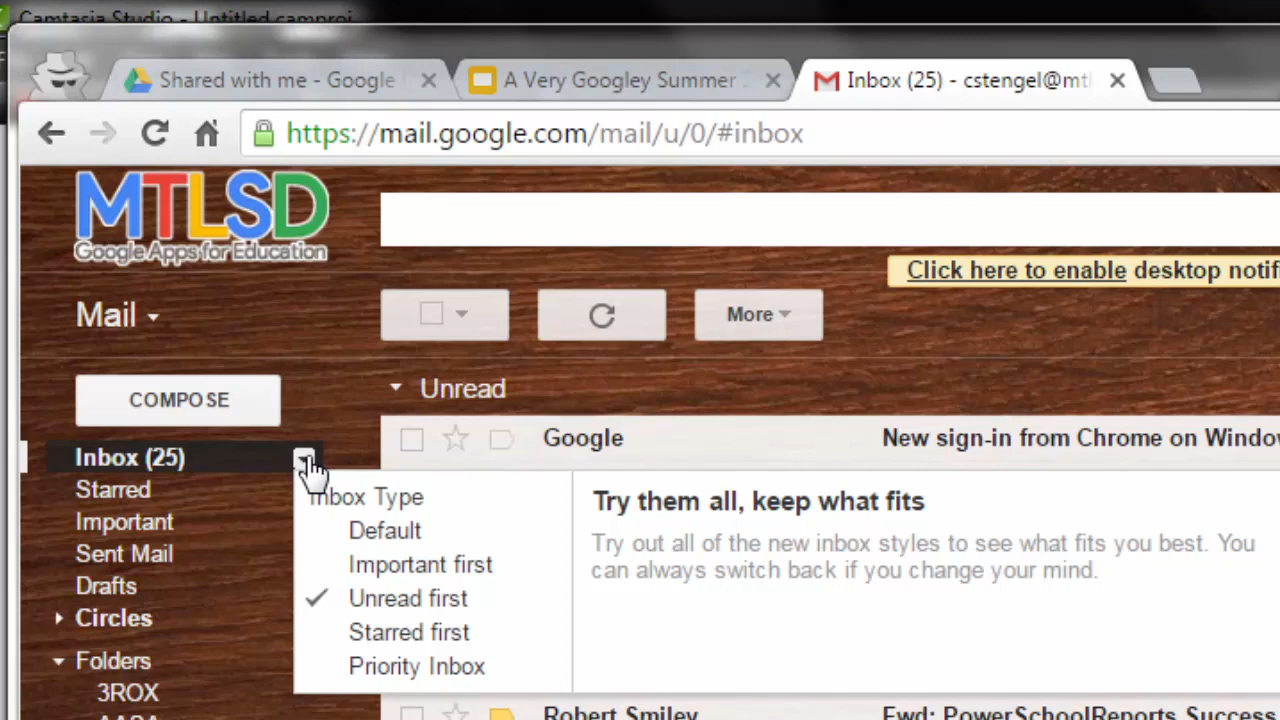 Camtasia Studio - Untitled.camproj
Shared with me - Google
A Very Googley Summer
Inbox (25) - cstengel@mtl
https://mail.google.com/mail/u/0/#inbox
MTLSD
Google Apps for Education
Click here to enable desktop notifi
Mail
More
COMPOSE
Unread
Inbox (25)
Google New sign-in from Chrome on Windo
Starred
Important
Sent Mail
Drafts
Circles
Folders
3ROX
Inbox Type
Default
Important first
Unread first
Starred first
Priority Inbox
Try them all, keep what fits
Try out all of the new inbox styles to see what fits you best. You
can always switch back if you change your mind.
Robert Smiley Fwd: PowerSchoolReports Success